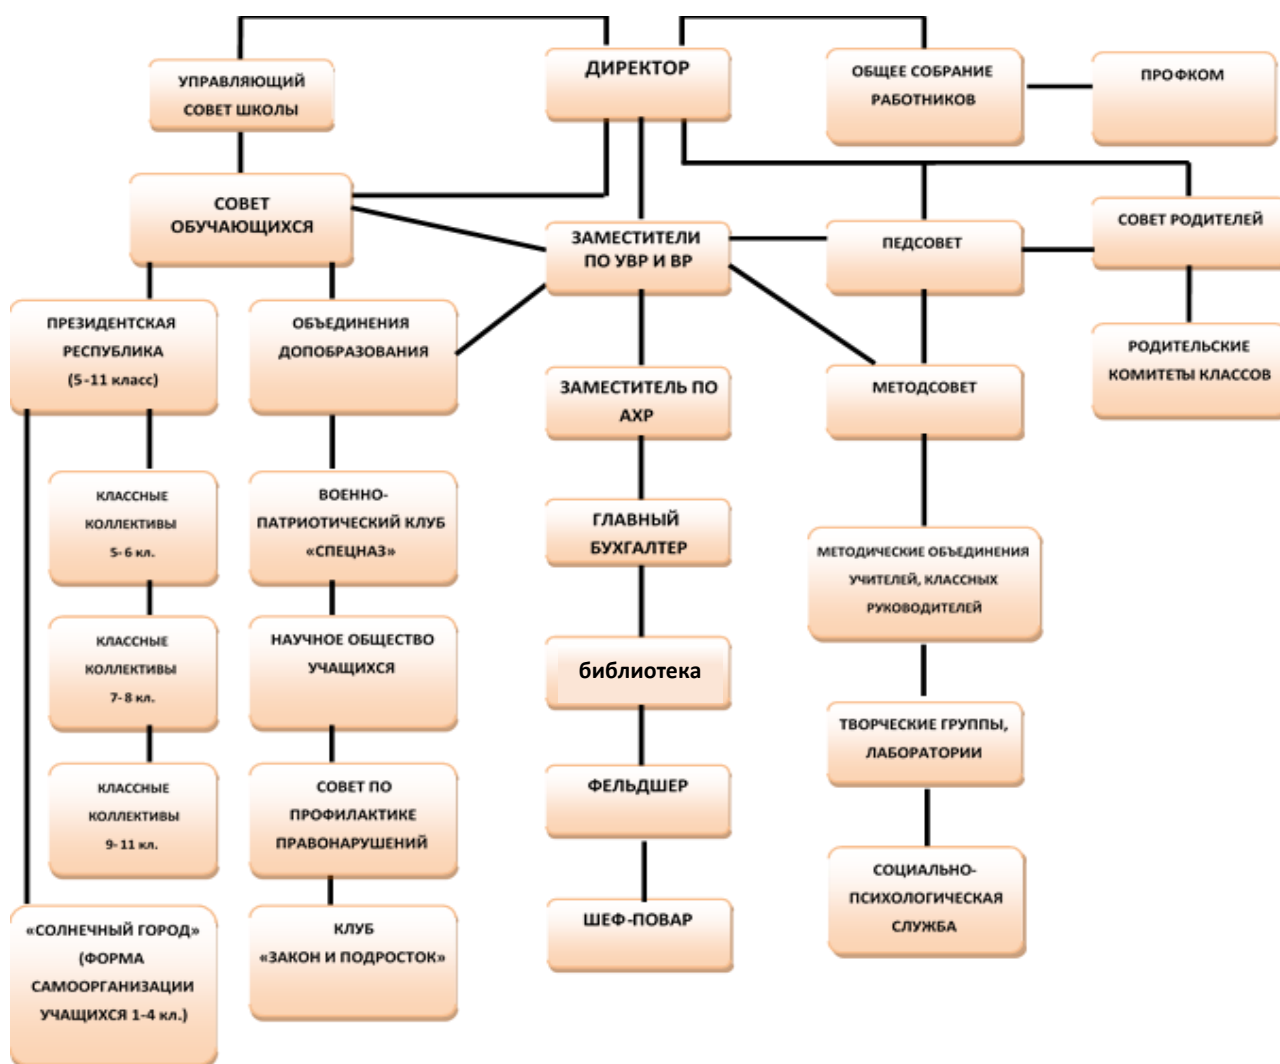 УПРАВЛЯЮЩИЙ
СОВЕТ ШКОЛЫ
ДИРЕКТОР
ОБЩЕЕ СОБРАНИЕ
РАБОТНИКОВ
ПРОФКОМ
СОВЕТ
ОБУЧАЮЩИХСЯ
ЗАМЕСТИТЕЛИ
ПО УВР И ВР
ПЕДСОВЕТ
СОВЕТ РОДИТЕЛЕЙ
ПРЕЗИДЕНТСКАЯ
РЕСПУБЛИКА
(5-11 класс)
ОБЪЕДИНЕНИЯ
ДОПОБРАЗОВАНИЯ
ЗАМЕСТИТЕЛЬ ПО
АХР
МЕТОДСОВЕТ
РОДИТЕЛЬСКИЕ
КОМИТЕТЫ КЛАССОВ
КЛАССНЫЕ
КОЛЛЕКТИВЫ
5- 6 кл.
ВОЕННО-
ПАТРИОТИЧЕСКИЙ КЛУБ
«СПЕЦНАЗ»
ГЛАВНЫЙ
БУХГАЛТЕР
МЕТОДИЧЕСКИЕ ОБЪЕДИНЕНИЯ
УЧИТЕЛЕЙ, КЛАССНЫХ
РУКОВОДИТЕЛЕЙ
КЛАССНЫЕ
КОЛЛЕКТИВЫ
7- 8 кл.
НАУЧНОЕ ОБЩЕСТВО
УЧАЩИХСЯ
библиотека
ТВОРЧЕСКИЕ ГРУППЫ,
ЛАБОРАТОРИИ
КЛАССНЫЕ
КОЛЛЕКТИВЫ
9- 11 кл.
СОВЕТ ПО
ПРОФИЛАКТИКЕ
ПРАВОНАРУШЕНИЙ
ФЕЛЬДШЕР
СОЦИАЛЬНО-
ПСИХОЛОГИЧЕСКАЯ
СЛУЖБА
«СОЛНЕЧНЫЙ ГОРОД»
(ФОРМА
САМООРГАНИЗАЦИИ
УЧАЩИХСЯ 1-4 кл.)
КЛУБ
«ЗАКОН И ПОДРОСТОК»
ШЕФ-ПОВАР